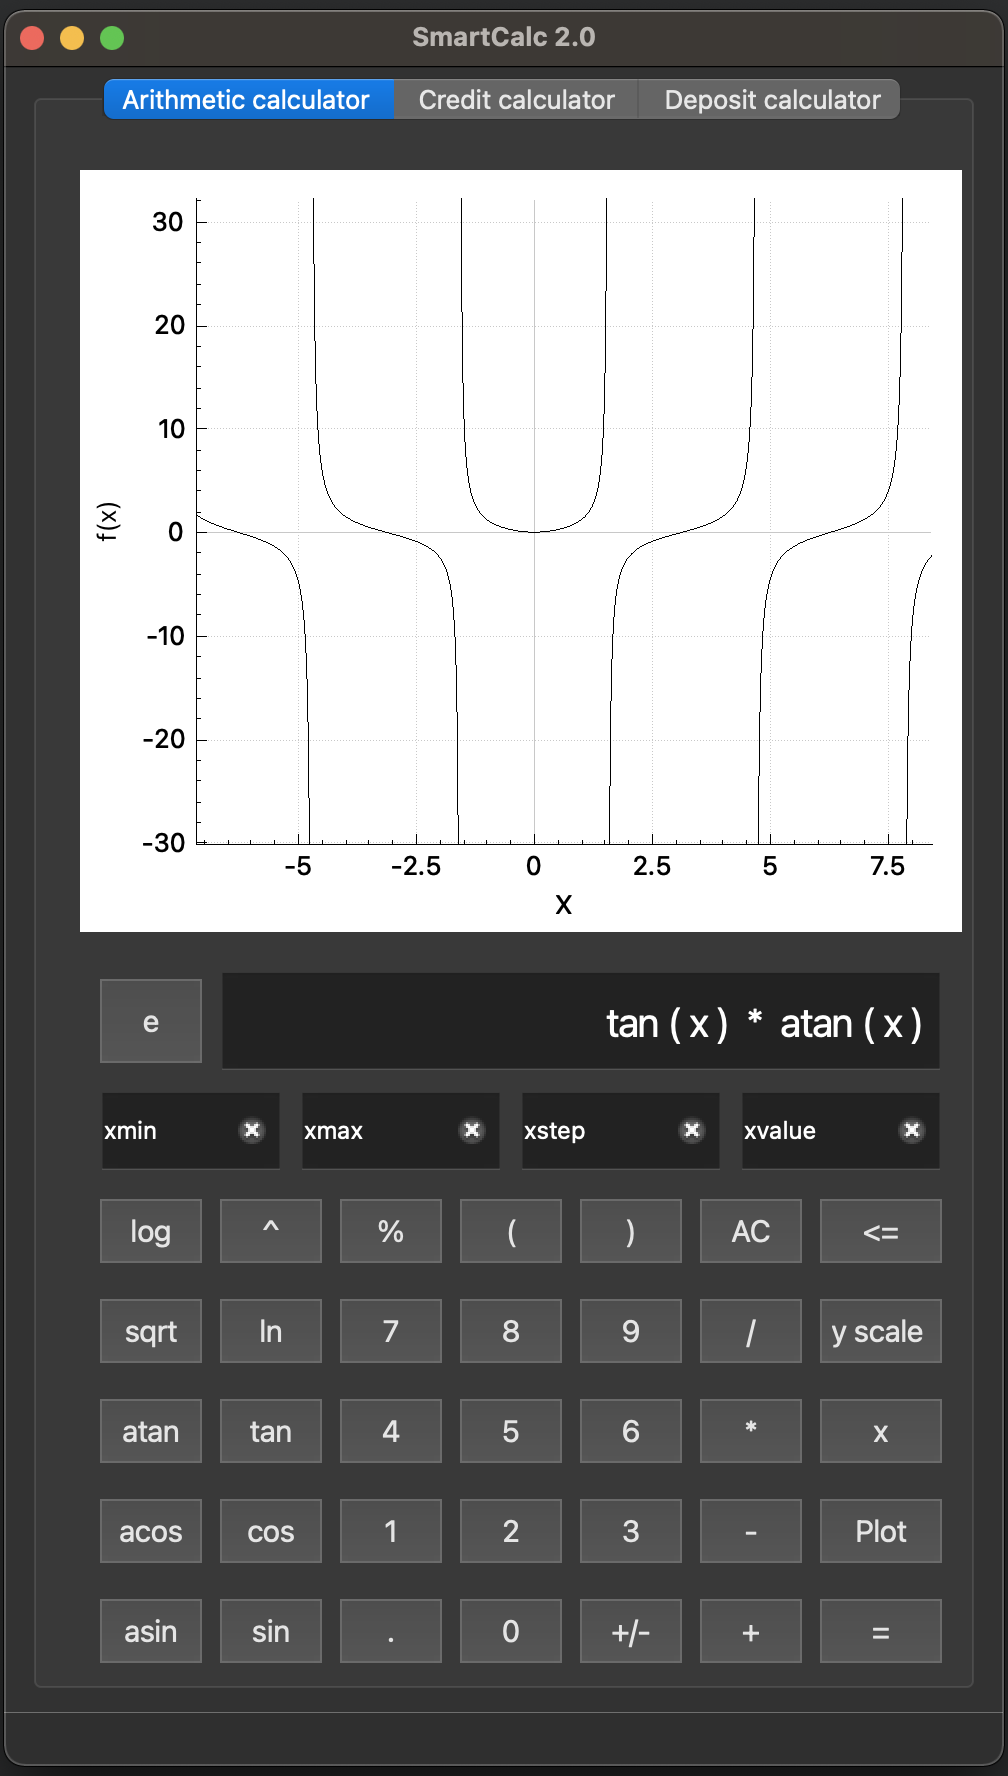 SmartCalc 2.0
Arithmetic calculator Credit calculator Deposit calculator
30
20
10
0
-10
-20
-30
f(x)
-5 -2.5 0 2.5 5 7.5
X
e tan ( x ) * atan ( x )
xmin xmax xstep xvalue
log ^ % ( ) AC <=
sqrt ln 7 8 9 / y scale
atan tan 4 5 6 * x
acos cos 1 2 3 - Plot
asin sin . 0 +/- + =